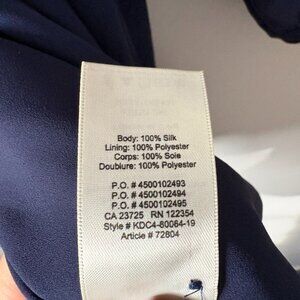 Body: 100% Silk
Lining: 100% Polyester
Corps: 100% Soie
Doublure: 100% Polyester
P.O. # 4500102493
P.O. # 4500102494
P.O. # 4500102495
CA 23725 RN 122354
Style # KDC4-80064-19
Article # 72804